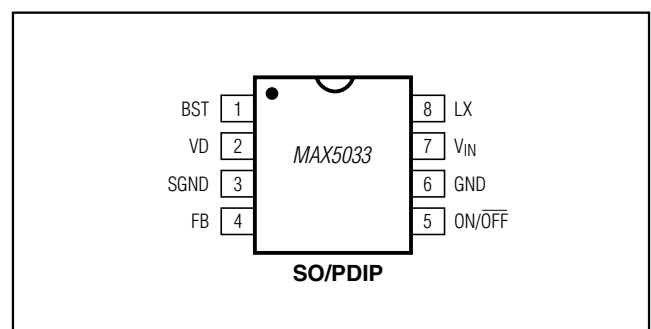 BST 1 8 LX
VD 2 MAX5033 7 VIN
SGND 3 6 GND
FB 4 5 ON/O̅F̅F̅
SO/PDIP